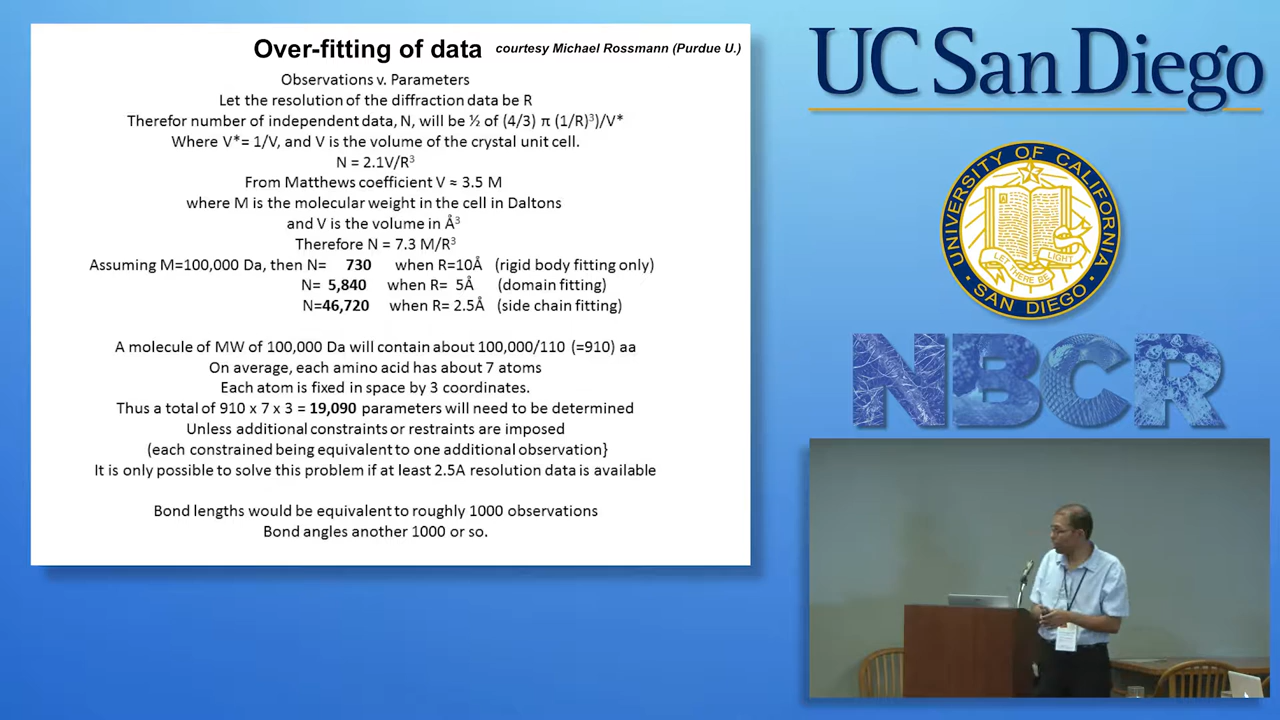 Over-fitting of data courtesy Michael Rossmann (Purdue U.)
Observations v. Parameters
Let the resolution of the diffraction data be R
Therefor number of independent data, N, will be ½ of (4/3) π (1/R)³)/V*
Where V*= 1/V, and V is the volume of the crystal unit cell.
N = 2.1V/R³
From Matthews coefficient V ≈ 3.5 M
where M is the molecular weight in the cell in Daltons
and V is the volume in Å³
Therefore N = 7.3 M/R³
Assuming M=100,000 Da, then N= 730 when R=10Å (rigid body fitting only)
N= 5,840 when R= 5Å (domain fitting)
N=46,720 when R= 2.5Å (side chain fitting)
A molecule of MW of 100,000 Da will contain about 100,000/110 (=910) aa
On average, each amino acid has about 7 atoms
Each atom is fixed in space by 3 coordinates.
Thus a total of 910 x 7 x 3 = 19,090 parameters will need to be determined
Unless additional constraints or restraints are imposed
(each constrained being equivalent to one additional observation}
It is only possible to solve this problem if at least 2.5A resolution data is available
Bond lengths would be equivalent to roughly 1000 observations
Bond angles another 1000 or so.
UC San Diego
UNIVERSITY OF CALIFORNIA
LET THERE BE LIGHT
SAN DIEGO
NBCR